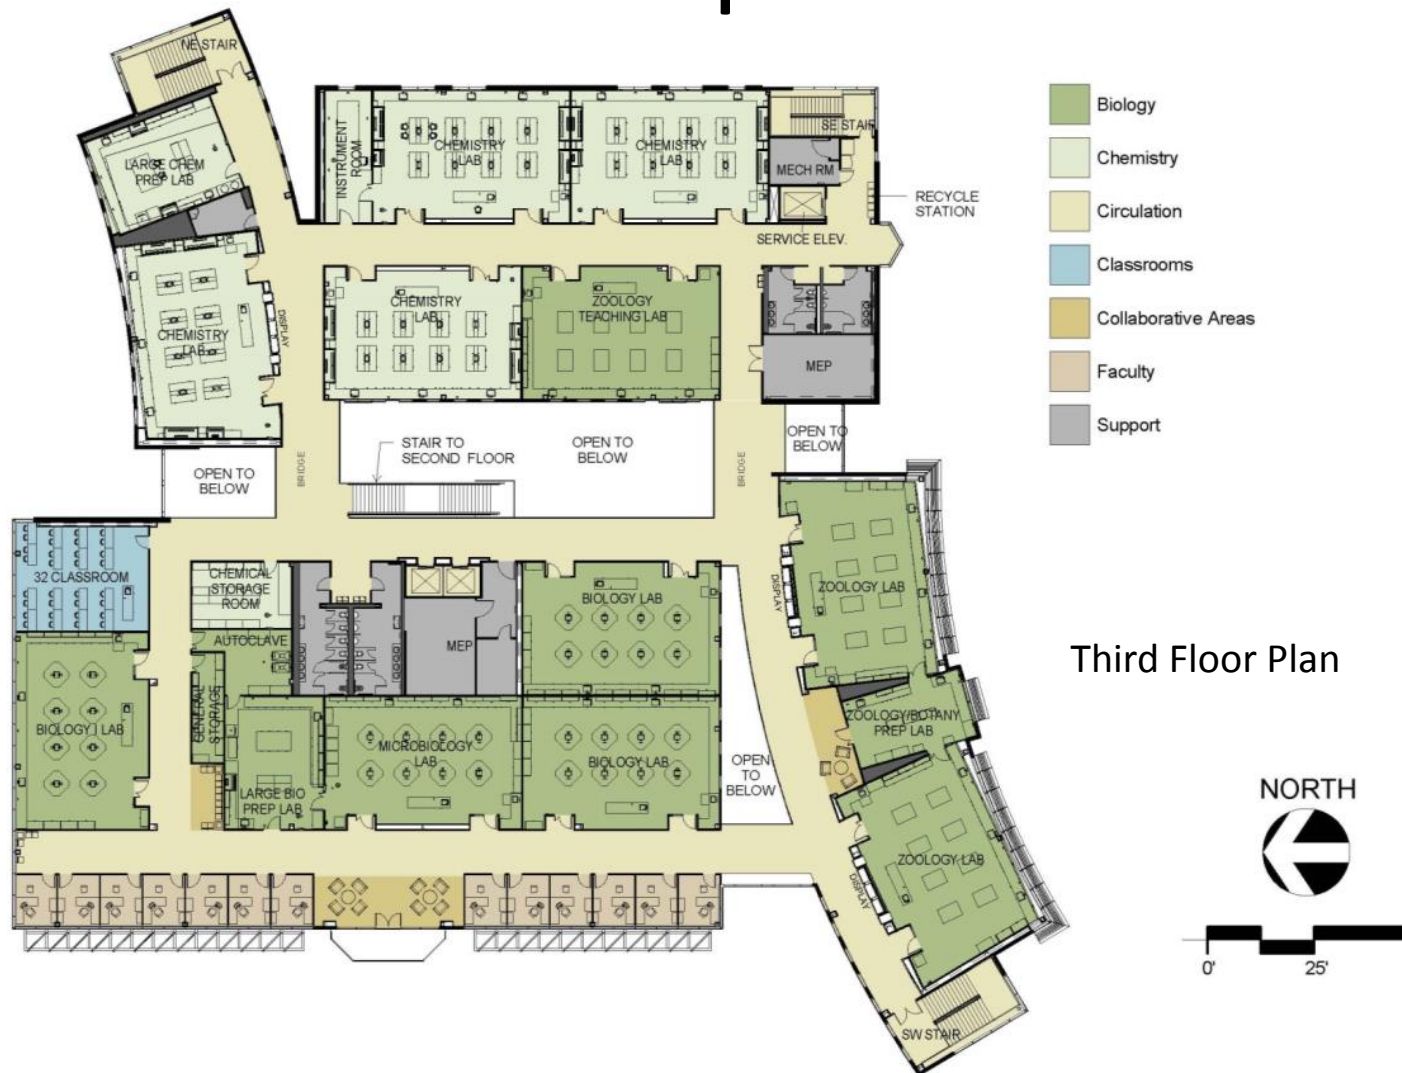 NE STAIR
LARGE CHEM
PREP LAB
INSTRUMENT
ROOM
CHEMISTRY
LAB
CHEMISTRY
LAB
SE STAIR
MECH RM
RECYCLE
STATION
SERVICE ELEV.
CHEMISTRY
LAB
DISPLAY
CHEMISTRY
LAB
ZOOLOGY
TEACHING LAB
MEP
OPEN TO
BELOW
BRIDGE
STAIR TO
SECOND FLOOR
OPEN TO
BELOW
BRIDGE
OPEN TO
BELOW
32 CLASSROOM
CHEMICAL
STORAGE
ROOM
AUTOCLAVE
MEP
BIOLOGY LAB
DISPLAY
ZOOLOGY LAB
BIOLOGY I LAB
GENERAL
STORAGE
LARGE BIO
PREP LAB
MICROBIOLOGY
LAB
BIOLOGY LAB
OPEN
TO
BELOW
ZOOLOGY/BOTANY
PREP LAB
ZOOLOGY LAB
DISPLAY
SW STAIR
Biology
Chemistry
Circulation
Classrooms
Collaborative Areas
Faculty
Support
Third Floor Plan
NORTH
0'
25'